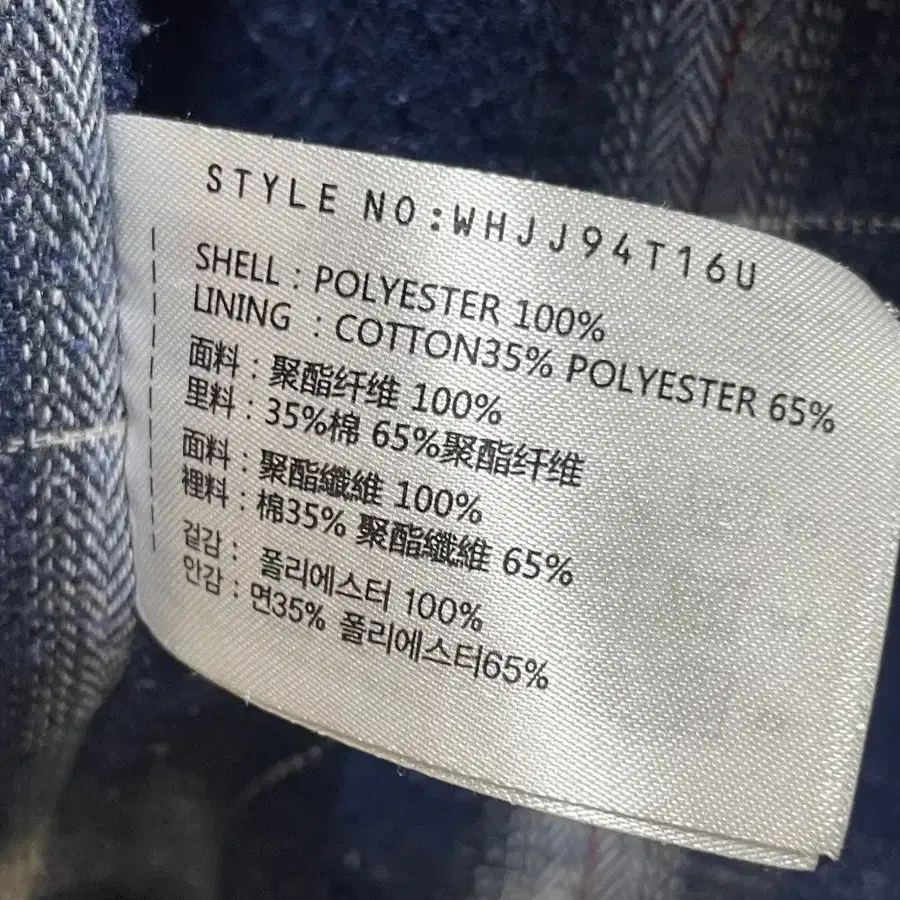 STYLE NO:WHJJ94T16U
SHELL : POLYESTER 100%
LINING : COTTON35% POLYESTER 65%
面料 : 聚酯纤维 100%
里料 : 35%棉 65%聚酯纤维
面料 : 聚酯纖維 100%
裡料 : 棉35% 聚酯纖維 65%
겉감 : 폴리에스터 100%
안감 : 면35% 폴리에스터65%